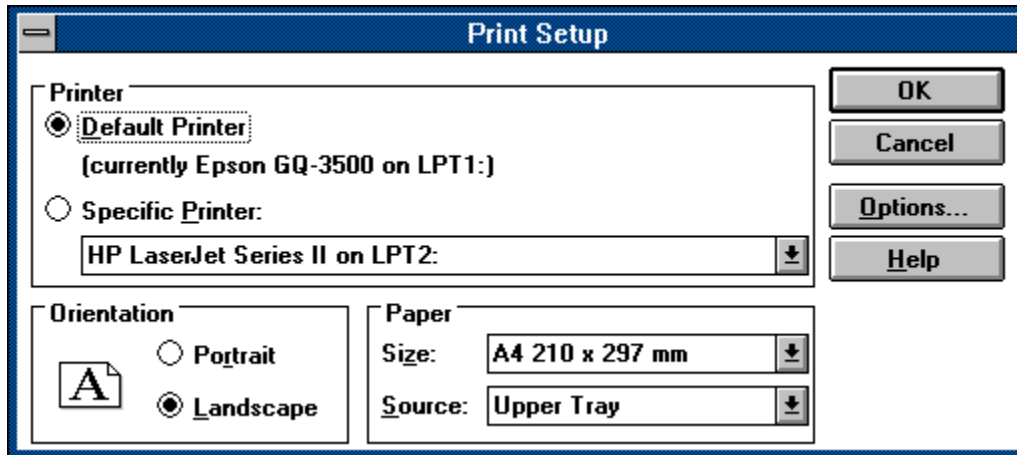 Print Setup
Printer
Default Printer
(currently Epson GQ-3500 on LPT1:)
Specific Printer:
HP LaserJet Series II on LPT2:
OK
Cancel
Options...
Help
Orientation
A
Portrait
Landscape
Paper
Size: A4 210 x 297 mm
Source: Upper Tray